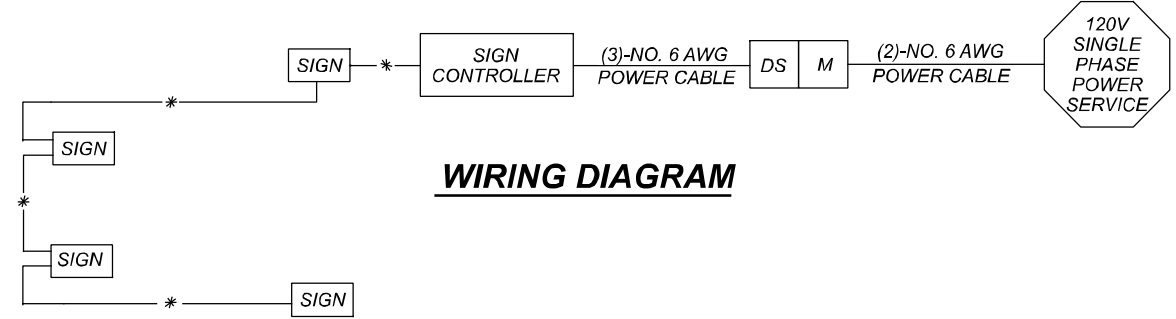 120V
SINGLE
PHASE
POWER
SERVICE
SIGN
*
SIGN
CONTROLLER
(3)-NO. 6 AWG
POWER CABLE
DS
M
(2)-NO. 6 AWG
POWER CABLE
*
SIGN
WIRING DIAGRAM
*
SIGN
*
SIGN